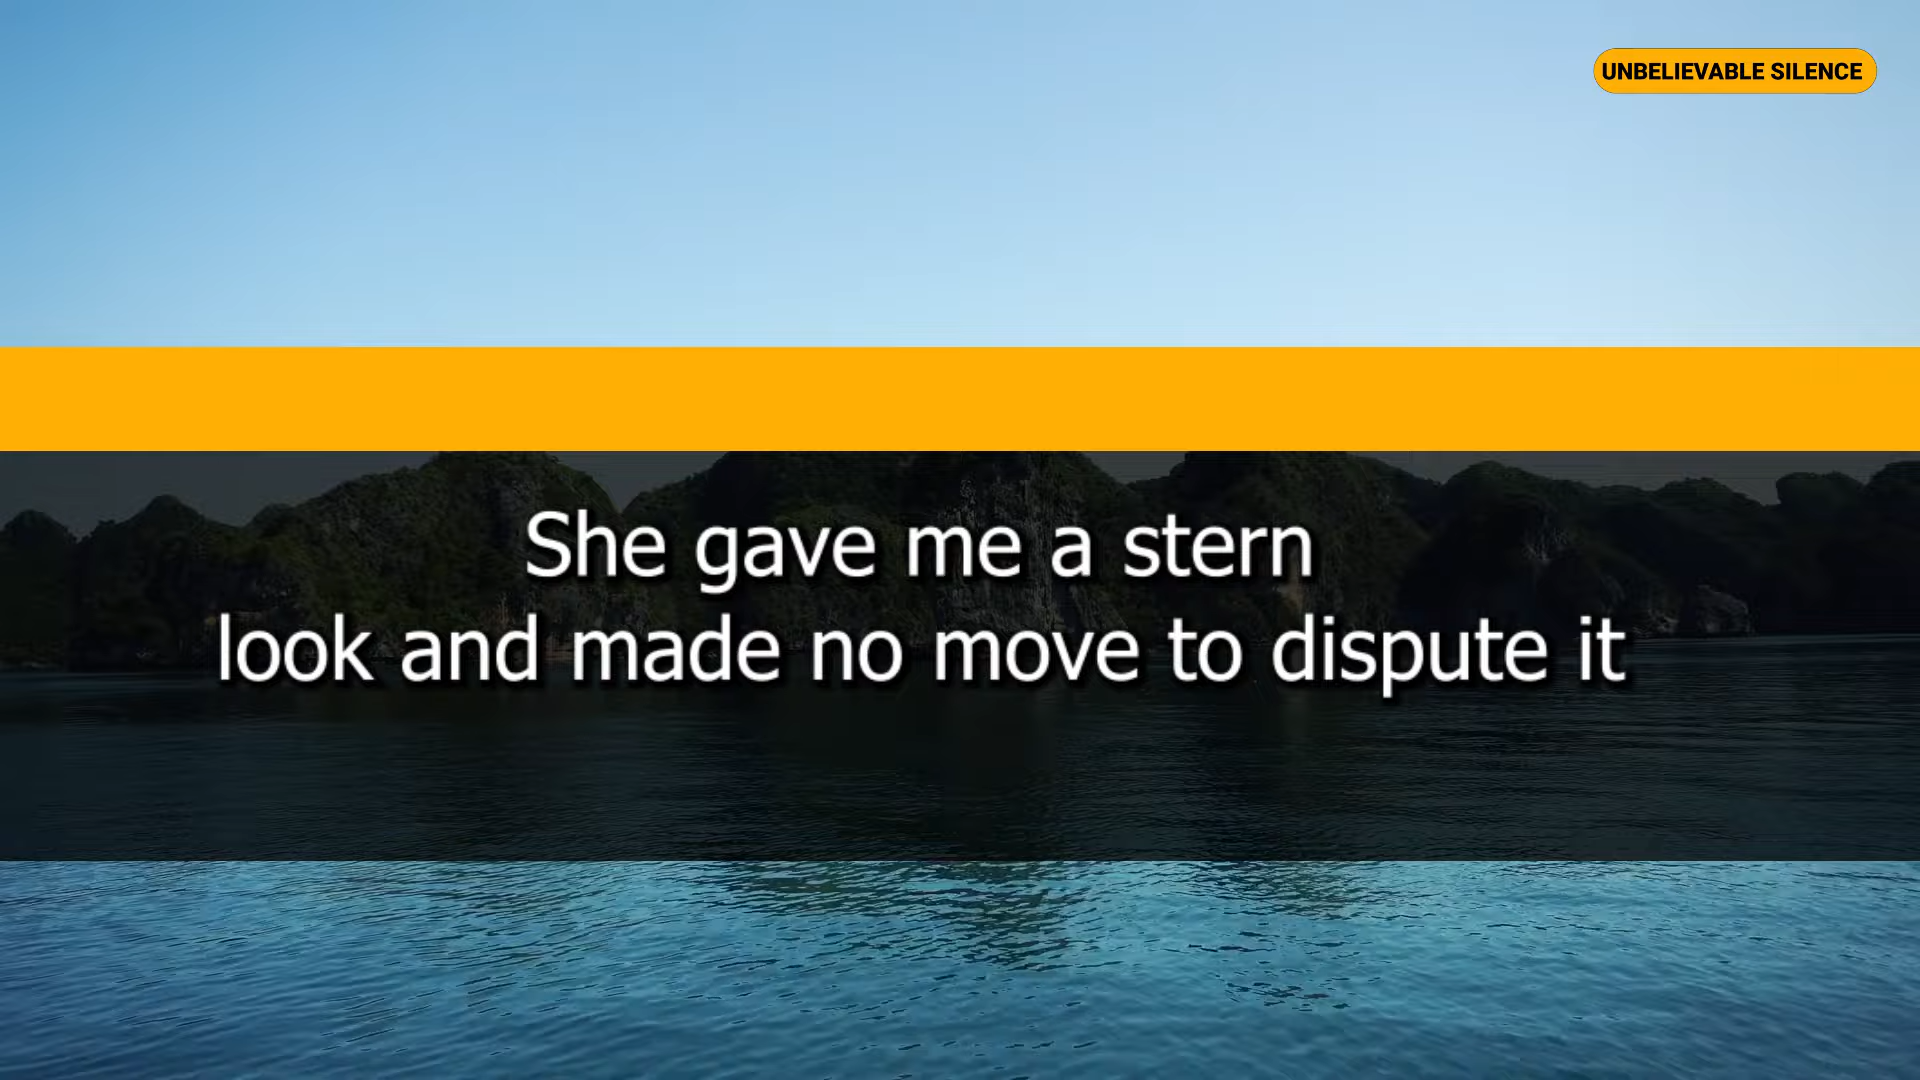 UNBELIEVABLE SILENCE
She gave me a stern
look and made no move to dispute it